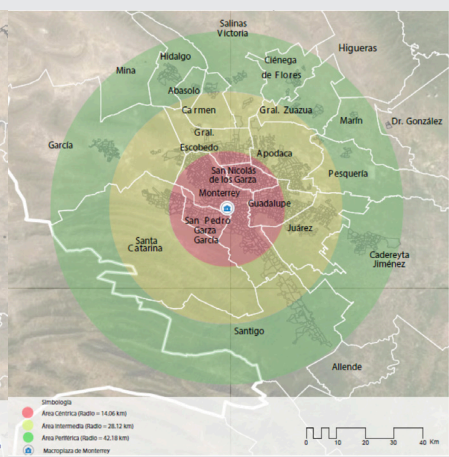 Salinas
Victoria
Higueras
Hidalgo
Ciénega
de Flores
Mina
Abasolo
Carmen
Gral. Zuazua
Marín
Dr. González
Gral.
Escobedo
García
Apodaca
San Nicolás
de los Garza
Pesquería
Monterrey
Guadalupe
San Pedro
Garza
García
Juárez
Santa
Catarina
Cadereyta
Jiménez
Santigo
Allende
Simbología
Área Céntrica (Radio = 14.06 km)
Área Intermedia (Radio = 28.12 km)
Área Periférica (Radio = 42.18 km)
Macroplaza de Monterrey
0 10 20 30 40 Km